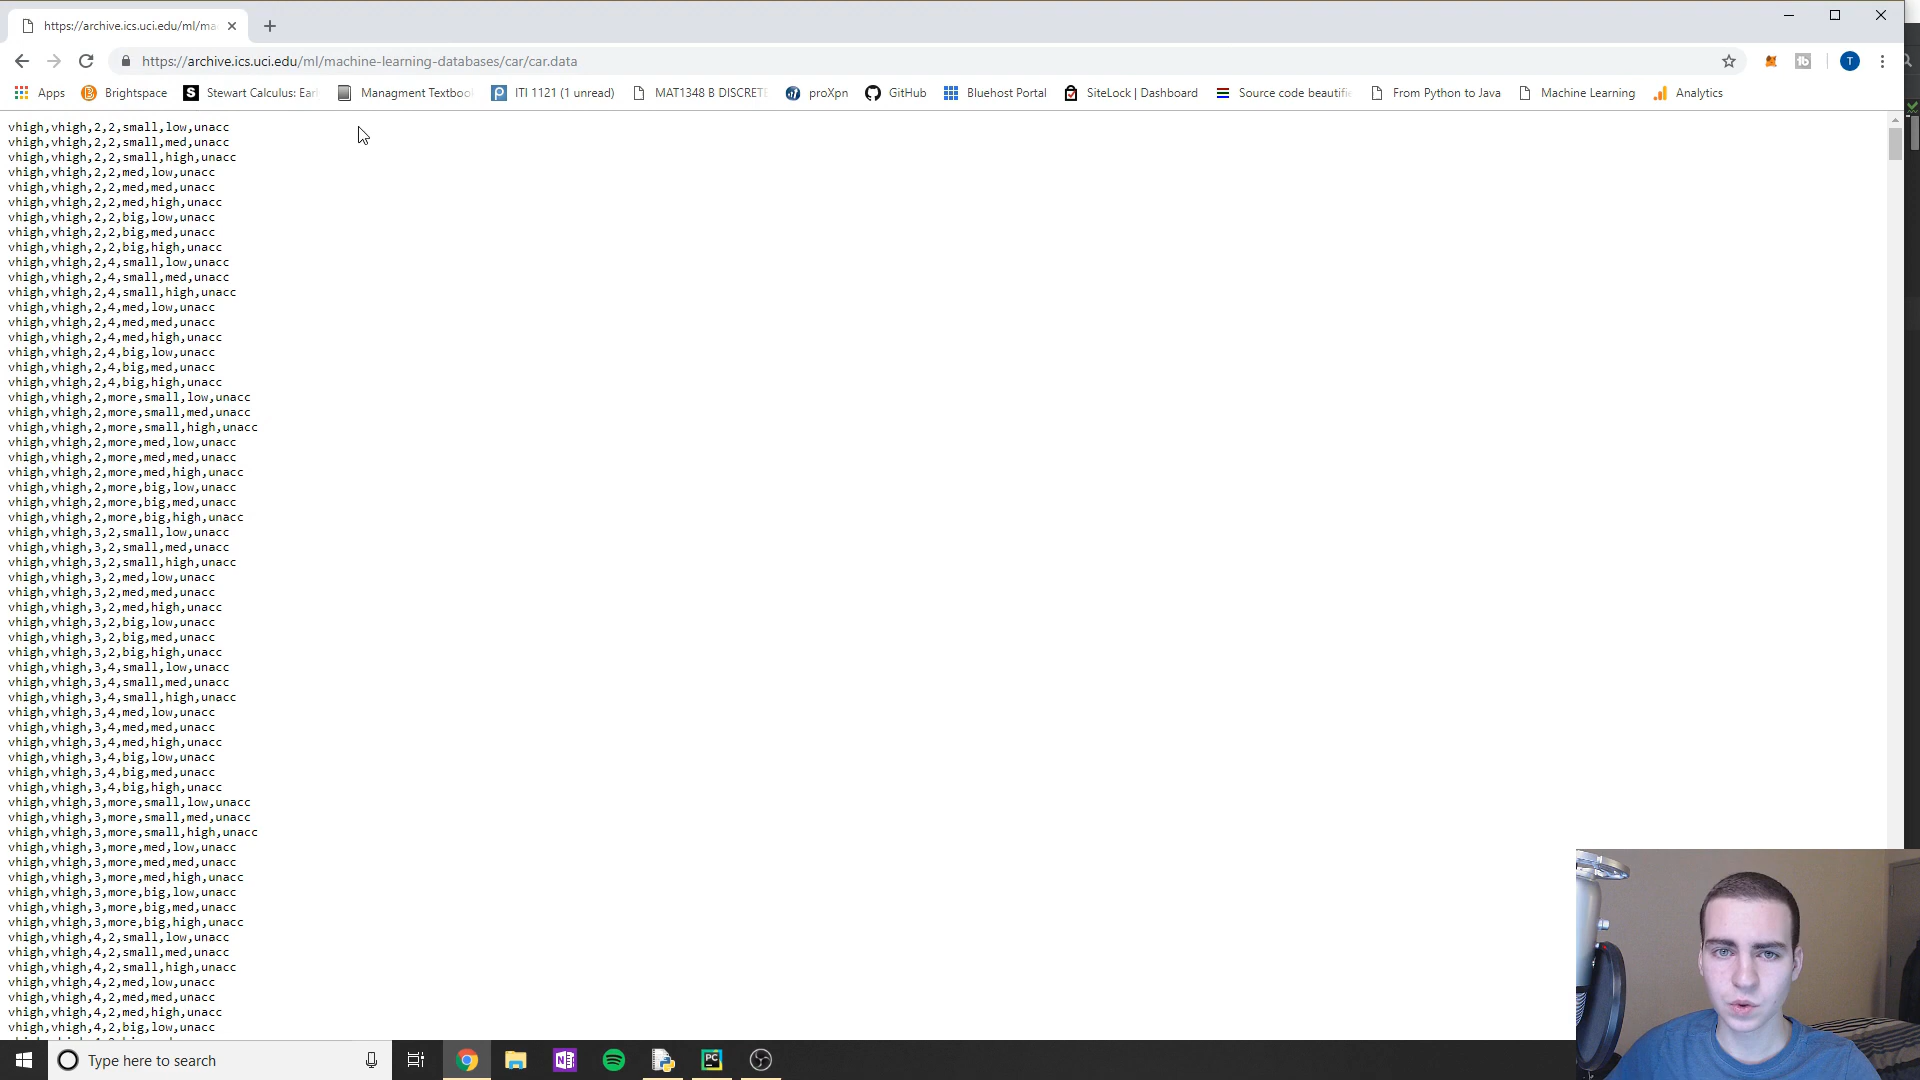 https://archive.ics.uci.edu/ml/ma
https://archive.ics.uci.edu/ml/machine-learning-databases/car/car.data
T
Apps Brightspace Stewart Calculus: Earl Managment Textboo ITI 1121 (1 unread) MAT1348 B DISCRETE proXpn GitHub Bluehost Portal SiteLock | Dashboard Source code beautifie From Python to Java Machine Learning Analytics
vhigh,vhigh,2,2,small,low,unacc
vhigh,vhigh,2,2,small,med,unacc
vhigh,vhigh,2,2,small,high,unacc
vhigh,vhigh,2,2,med,low,unacc
vhigh,vhigh,2,2,med,med,unacc
vhigh,vhigh,2,2,med,high,unacc
vhigh,vhigh,2,2,big,low,unacc
vhigh,vhigh,2,2,big,med,unacc
vhigh,vhigh,2,2,big,high,unacc
vhigh,vhigh,2,4,small,low,unacc
vhigh,vhigh,2,4,small,med,unacc
vhigh,vhigh,2,4,small,high,unacc
vhigh,vhigh,2,4,med,low,unacc
vhigh,vhigh,2,4,med,med,unacc
vhigh,vhigh,2,4,med,high,unacc
vhigh,vhigh,2,4,big,low,unacc
vhigh,vhigh,2,4,big,med,unacc
vhigh,vhigh,2,4,big,high,unacc
vhigh,vhigh,2,more,small,low,unacc
vhigh,vhigh,2,more,small,med,unacc
vhigh,vhigh,2,more,small,high,unacc
vhigh,vhigh,2,more,med,low,unacc
vhigh,vhigh,2,more,med,med,unacc
vhigh,vhigh,2,more,med,high,unacc
vhigh,vhigh,2,more,big,low,unacc
vhigh,vhigh,2,more,big,med,unacc
vhigh,vhigh,2,more,big,high,unacc
vhigh,vhigh,3,2,small,low,unacc
vhigh,vhigh,3,2,small,med,unacc
vhigh,vhigh,3,2,small,high,unacc
vhigh,vhigh,3,2,med,low,unacc
vhigh,vhigh,3,2,med,med,unacc
vhigh,vhigh,3,2,med,high,unacc
vhigh,vhigh,3,2,big,low,unacc
vhigh,vhigh,3,2,big,med,unacc
vhigh,vhigh,3,2,big,high,unacc
vhigh,vhigh,3,4,small,low,unacc
vhigh,vhigh,3,4,small,med,unacc
vhigh,vhigh,3,4,small,high,unacc
vhigh,vhigh,3,4,med,low,unacc
vhigh,vhigh,3,4,med,med,unacc
vhigh,vhigh,3,4,med,high,unacc
vhigh,vhigh,3,4,big,low,unacc
vhigh,vhigh,3,4,big,med,unacc
vhigh,vhigh,3,4,big,high,unacc
vhigh,vhigh,3,more,small,low,unacc
vhigh,vhigh,3,more,small,med,unacc
vhigh,vhigh,3,more,small,high,unacc
vhigh,vhigh,3,more,med,low,unacc
vhigh,vhigh,3,more,med,med,unacc
vhigh,vhigh,3,more,med,high,unacc
vhigh,vhigh,3,more,big,low,unacc
vhigh,vhigh,3,more,big,med,unacc
vhigh,vhigh,3,more,big,high,unacc
vhigh,vhigh,4,2,small,low,unacc
vhigh,vhigh,4,2,small,med,unacc
vhigh,vhigh,4,2,small,high,unacc
vhigh,vhigh,4,2,med,low,unacc
vhigh,vhigh,4,2,med,med,unacc
vhigh,vhigh,4,2,med,high,unacc
vhigh,vhigh,4,2,big,low,unacc
Type here to search